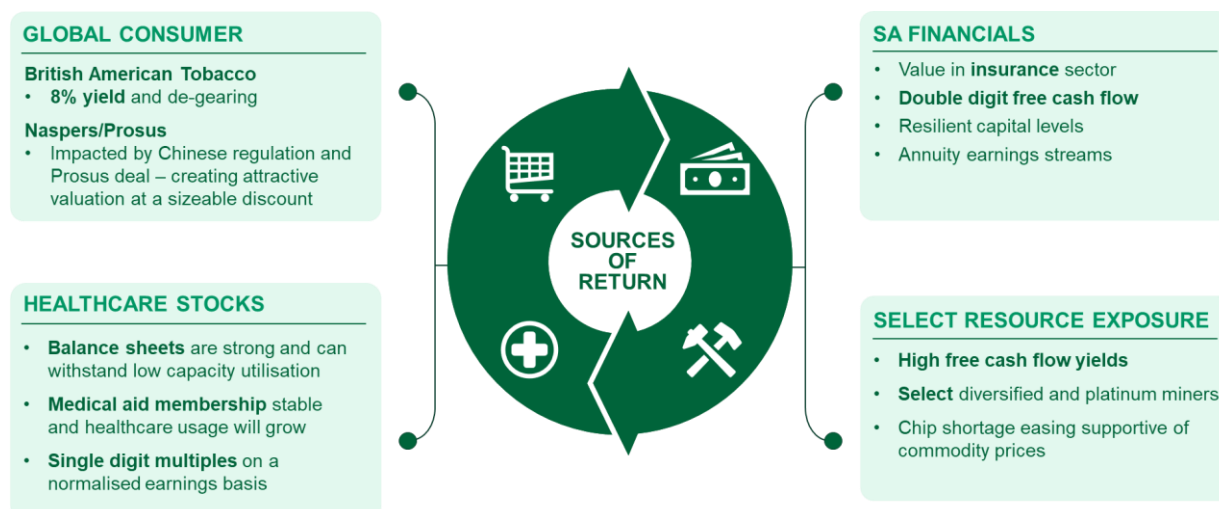 GLOBAL CONSUMER
British American Tobacco
• 8% yield and de-gearing
Naspers/Prosus
• Impacted by Chinese regulation and
Prosus deal – creating attractive
valuation at a sizeable discount
HEALTHCARE STOCKS
• Balance sheets are strong and can
withstand low capacity utilisation
• Medical aid membership stable
and healthcare usage will grow
• Single digit multiples on a
normalised earnings basis
SOURCES
OF
RETURN
SA FINANCIALS
• Value in insurance sector
• Double digit free cash flow
• Resilient capital levels
• Annuity earnings streams
SELECT RESOURCE EXPOSURE
• High free cash flow yields
• Select diversified and platinum miners
• Chip shortage easing supportive of
commodity prices